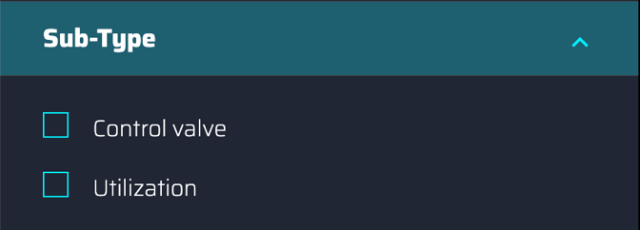 Sub-Type
Control valve
Utilization